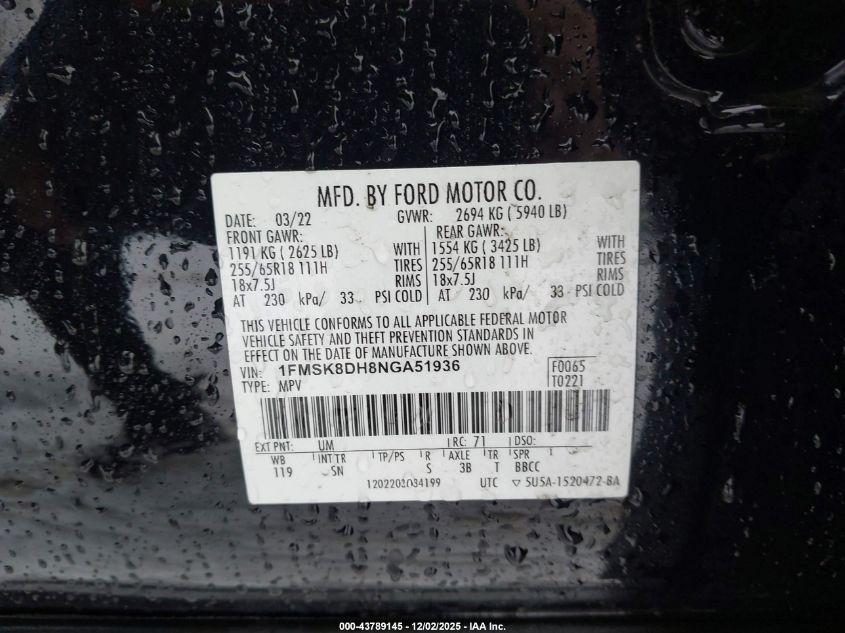 MFD. BY FORD MOTOR CO.
DATE: 03/22 GVWR: 2694 KG ( 5940 LB)
FRONT GAWR: REAR GAWR:
1191 KG ( 2625 LB) WITH 1554 KG ( 3425 LB) WITH
255/65R18 111H TIRES 255/65R18 111H TIRES
18x7.5J RIMS 18x7.5J RIMS
AT 230 kPa/ 33 PSI COLD AT 230 kPa/ 33 PSI COLD
THIS VEHICLE CONFORMS TO ALL APPLICABLE FEDERAL MOTOR
VEHICLE SAFETY AND THEFT PREVENTION STANDARDS IN
EFFECT ON THE DATE OF MANUFACTURE SHOWN ABOVE.
VIN: 1FMSK8DH8NGA51936 F0065
TYPE: MPV T0221
EXT PNT: UM RC: 71 DSO:
WB INT TR TP/PS R AXLE TR SPR
119 SN S 3B T BBCC
1202202034199 UTC ▽ 5U5A-1520472-BA
000-43789145 - 12/02/2025 - IAA Inc.